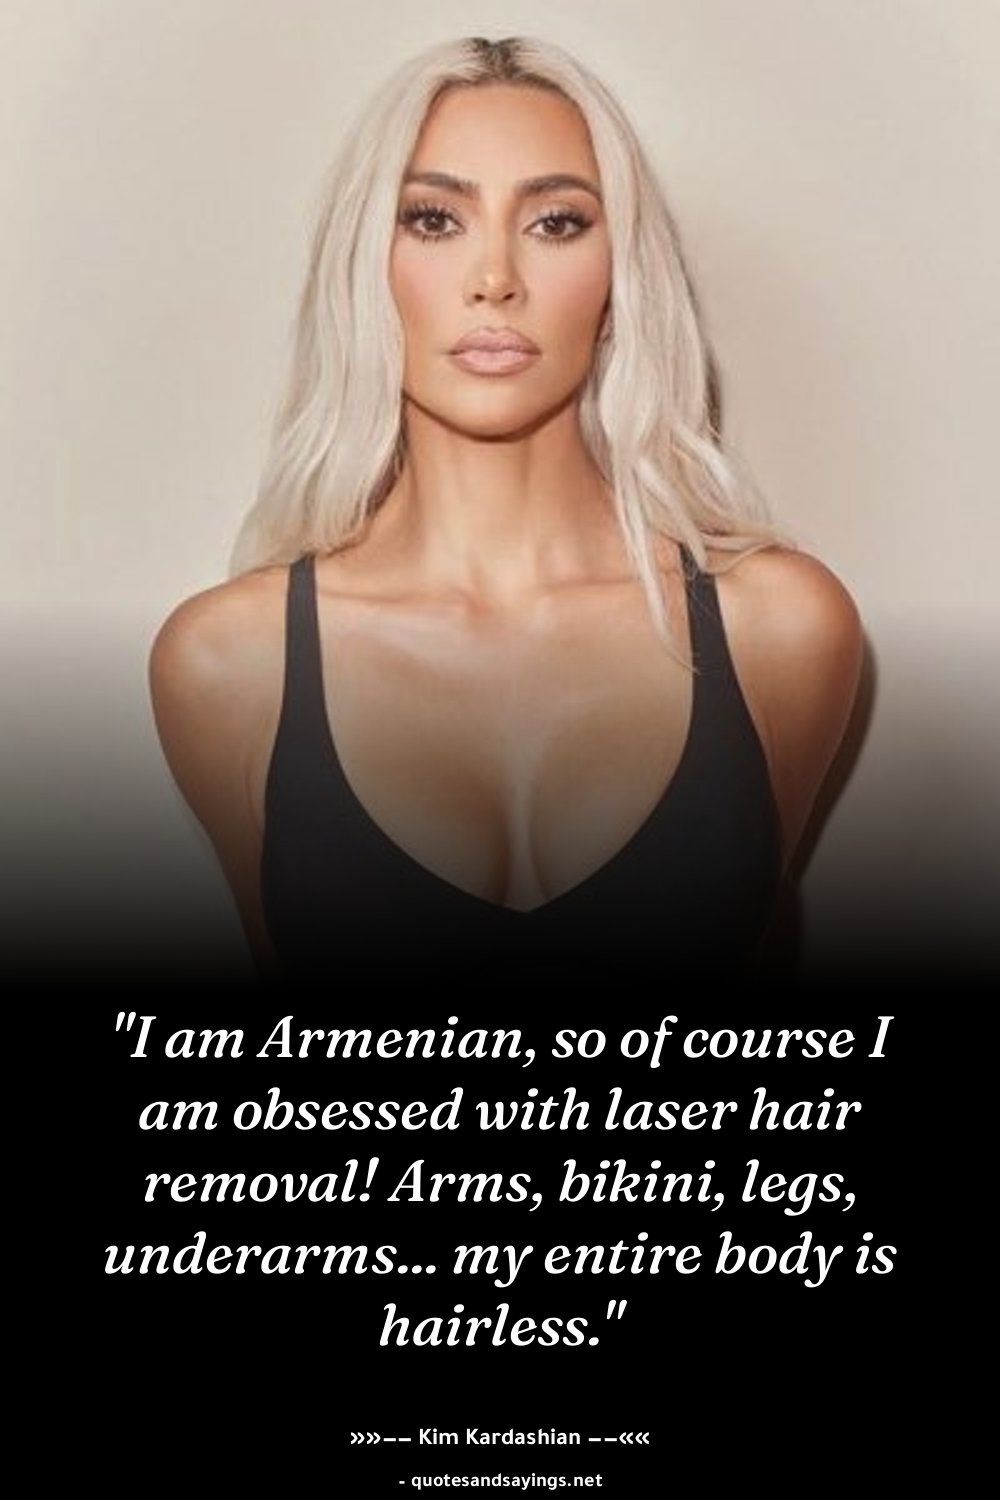 "I am Armenian, so of course I
am obsessed with laser hair
removal! Arms, bikini, legs,
underarms... my entire body is
hairless."
»»−− Kim Kardashian −−««
- quotesandsayings.net